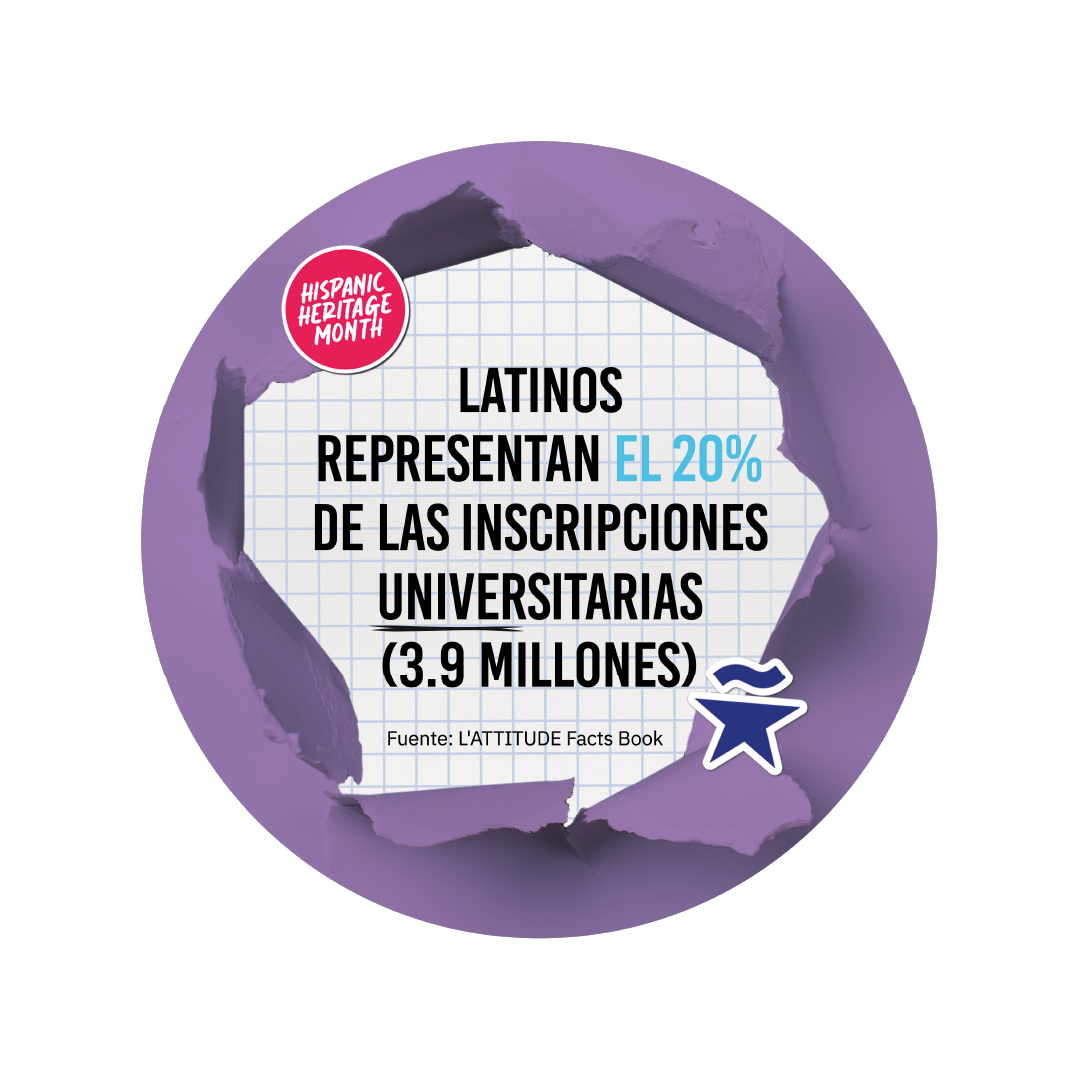 HISPANIC
HERITAGE
MONTH
LATINOS
REPRESENTAN EL 20%
DE LAS INSCRIPCIONES
UNIVERSITARIAS
(3.9 MILLONES)
Fuente: L'ATTITUDE Facts Book